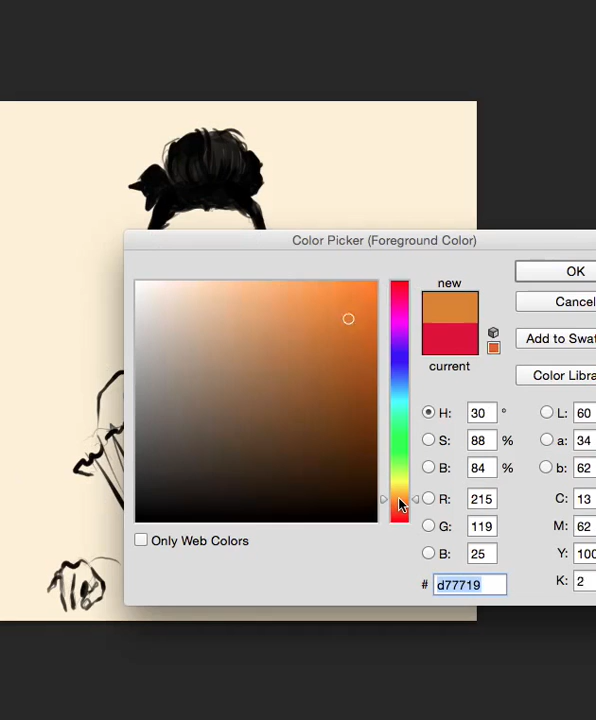 Color Picker (Foreground Color)
new
OK
Cancel
Add to Swat
current
Color Libra
H: 30 °
L: 60
S: 88 %
a: 34
B: 84 %
b: 62
R: 215
C: 13
G: 119
M: 62
B: 25
Y: 100
# d77719
K: 2
Only Web Colors